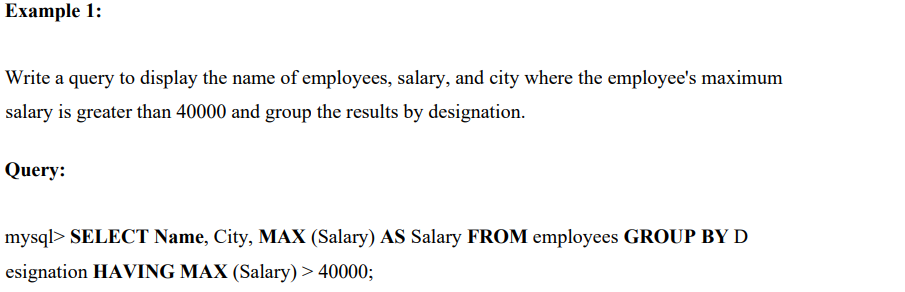 Example 1:
Write a query to display the name of employees, salary, and city where the employee's maximum
salary is greater than 40000 and group the results by designation.
Query:
mysql> SELECT Name, City, MAX (Salary) AS Salary FROM employees GROUP BY D
esignation HAVING MAX (Salary) > 40000;